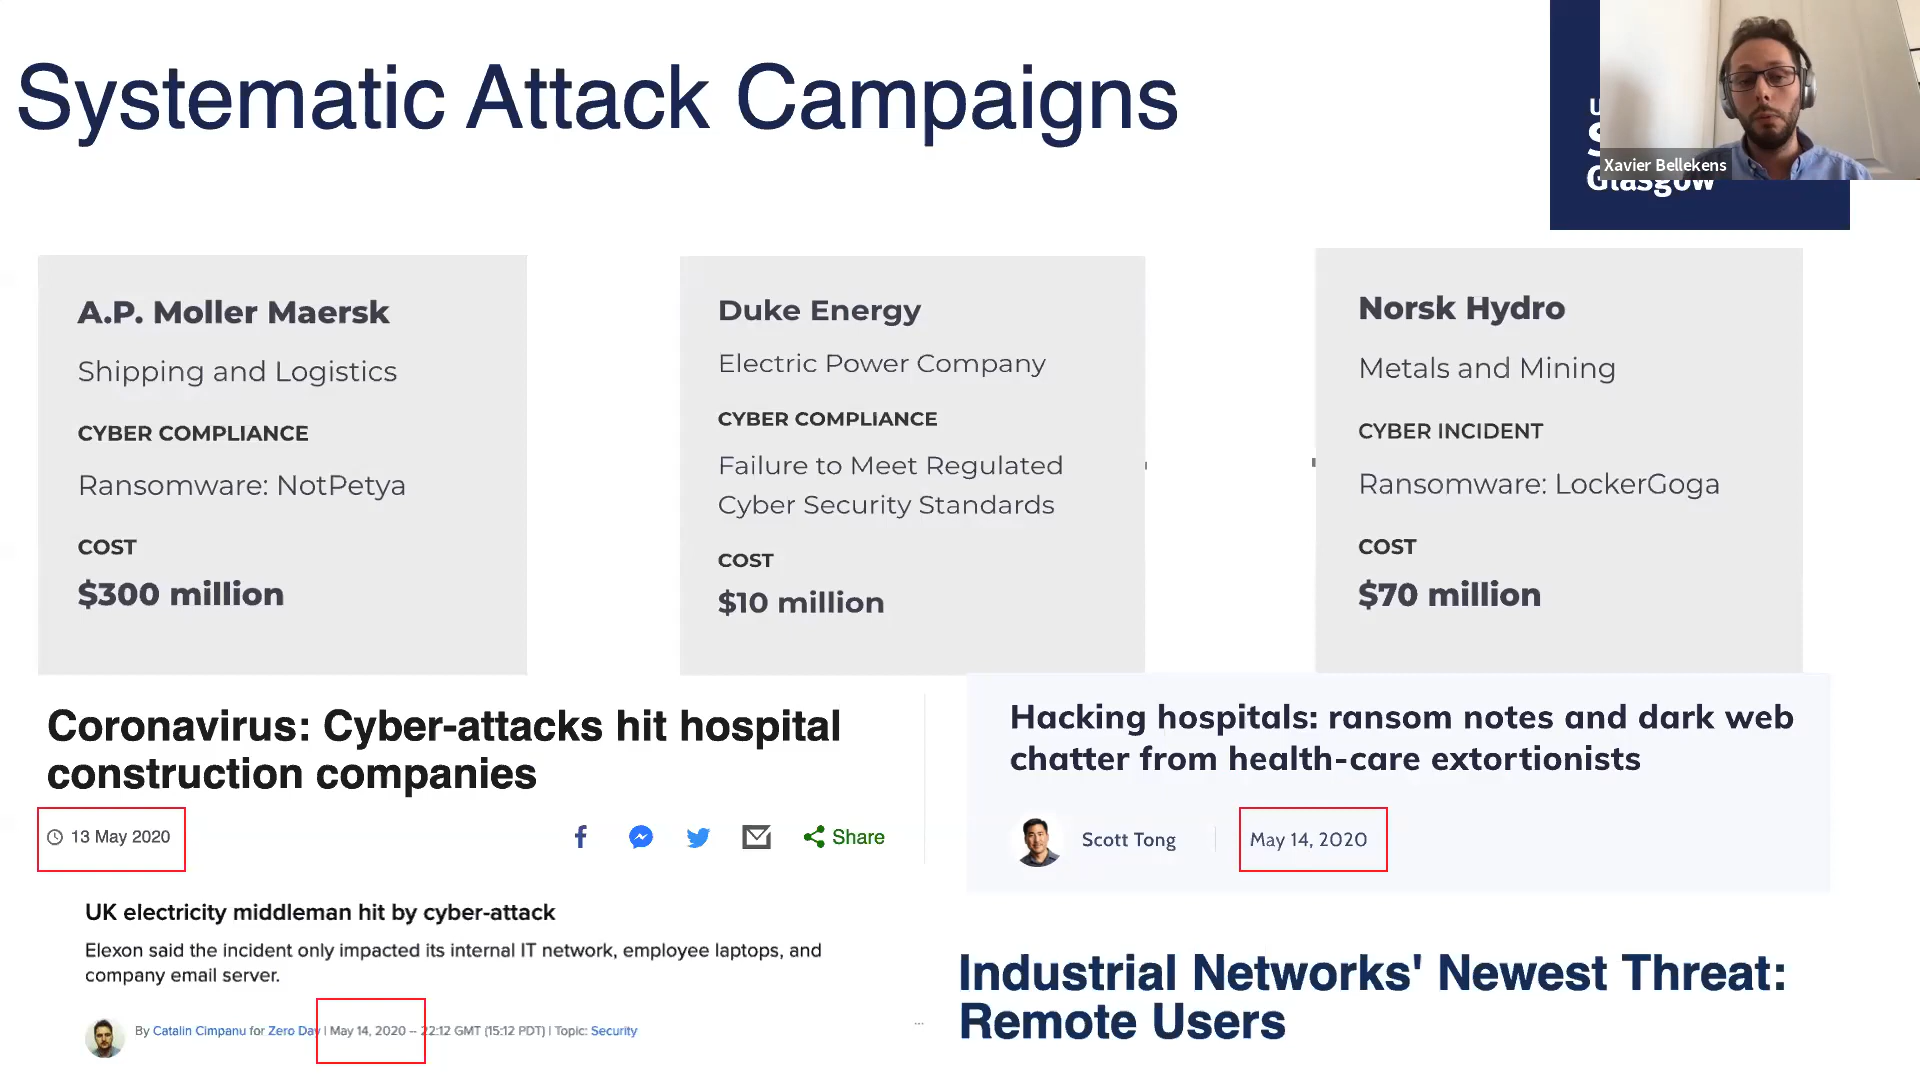 Systematic Attack Campaigns
U
S
Glasgow
Xavier Bellekens
A.P. Moller Maersk
Shipping and Logistics
CYBER COMPLIANCE
Ransomware: NotPetya
COST
$300 million
Duke Energy
Electric Power Company
CYBER COMPLIANCE
Failure to Meet Regulated
Cyber Security Standards
COST
$10 million
Norsk Hydro
Metals and Mining
CYBER INCIDENT
Ransomware: LockerGoga
COST
$70 million
Coronavirus: Cyber-attacks hit hospital
construction companies
13 May 2020
Share
Hacking hospitals: ransom notes and dark web
chatter from health-care extortionists
Scott Tong
May 14, 2020
UK electricity middleman hit by cyber-attack
Elexon said the incident only impacted its internal IT network, employee laptops, and
company email server.
By Catalin Cimpanu for Zero Day | May 14, 2020 -- 22:12 GMT (15:12 PDT) | Topic: Security
...
Industrial Networks' Newest Threat:
Remote Users